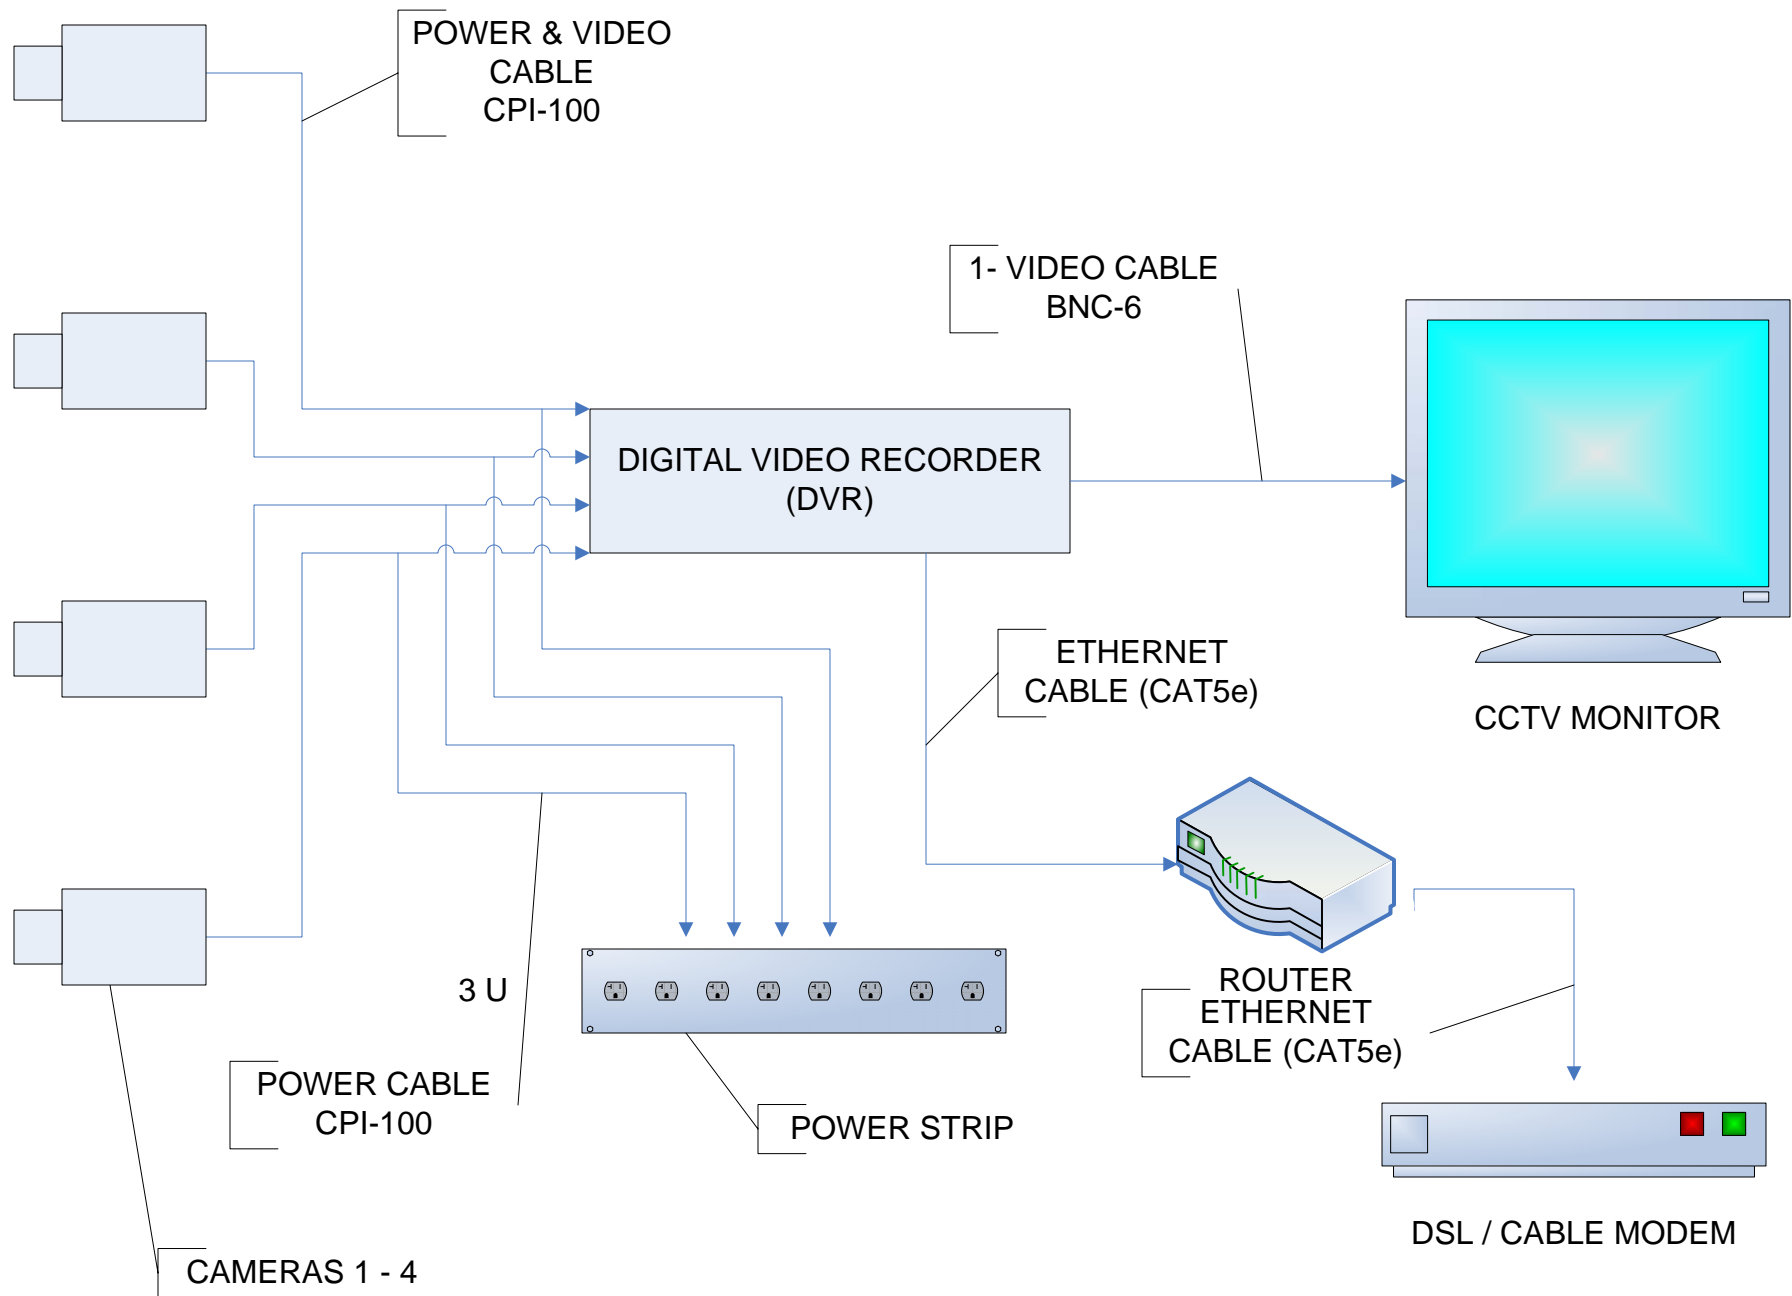 POWER & VIDEO
CABLE
CPI-100
1- VIDEO CABLE
BNC-6
DIGITAL VIDEO RECORDER
(DVR)
ETHERNET
CABLE (CAT5e)
CCTV MONITOR
3 U
ROUTER
ETHERNET
CABLE (CAT5e)
POWER CABLE
CPI-100
POWER STRIP
DSL / CABLE MODEM
CAMERAS 1 - 4